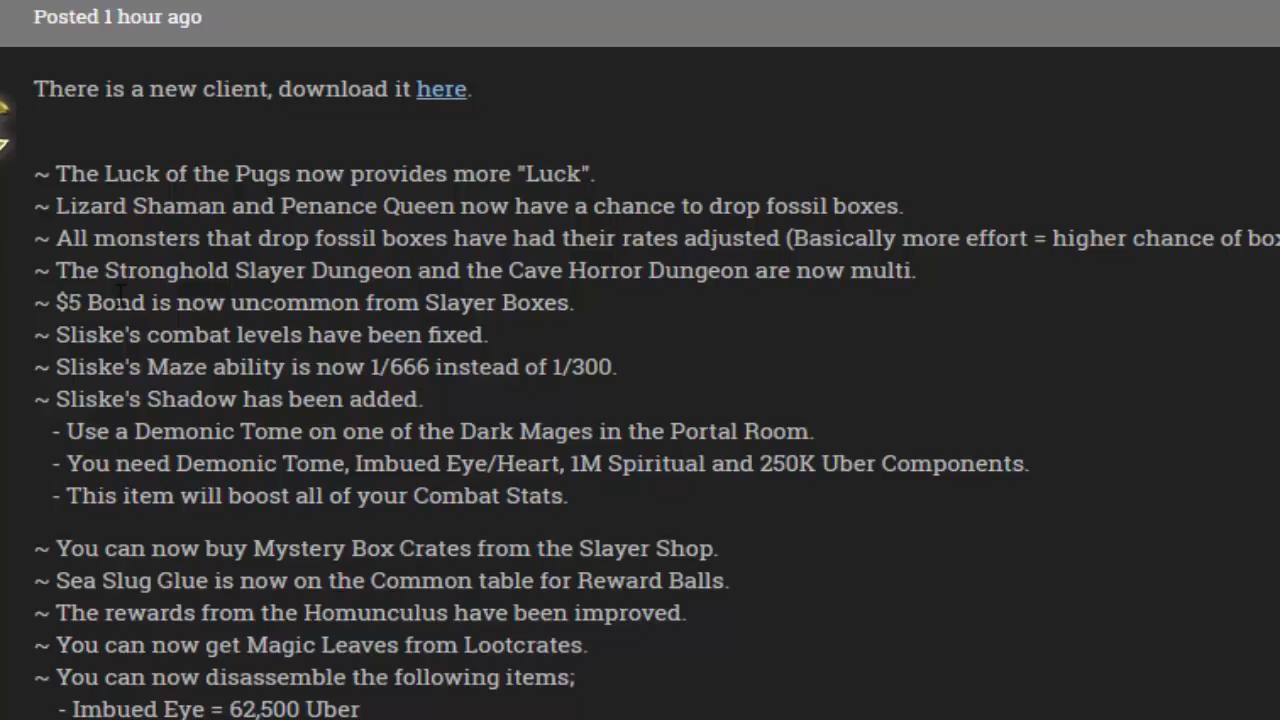 Posted 1 hour ago
There is a new client, download it here.
~ The Luck of the Pugs now provides more "Luck".
~ Lizard Shaman and Penance Queen now have a chance to drop fossil boxes.
~ All monsters that drop fossil boxes have had their rates adjusted (Basically more effort = higher chance of
~ The Stronghold Slayer Dungeon and the Cave Horror Dungeon are now multi.
~ $5 Bond is now uncommon from Slayer Boxes.
~ Sliske's combat levels have been fixed.
~ Sliske's Maze ability is now 1/666 instead of 1/300.
~ Sliske's Shadow has been added.
- Use a Demonic Tome on one of the Dark Mages in the Portal Room.
- You need Demonic Tome, Imbued Eye/Heart, 1M Spiritual and 250K Uber Components.
- This item will boost all of your Combat Stats.
~ You can now buy Mystery Box Crates from the Slayer Shop.
~ Sea Slug Glue is now on the Common table for Reward Balls.
~ The rewards from the Homunculus have been improved.
~ You can now get Magic Leaves from Lootcrates.
~ You can now disassemble the following items;
- Imbued Eye = 62,500 Uber